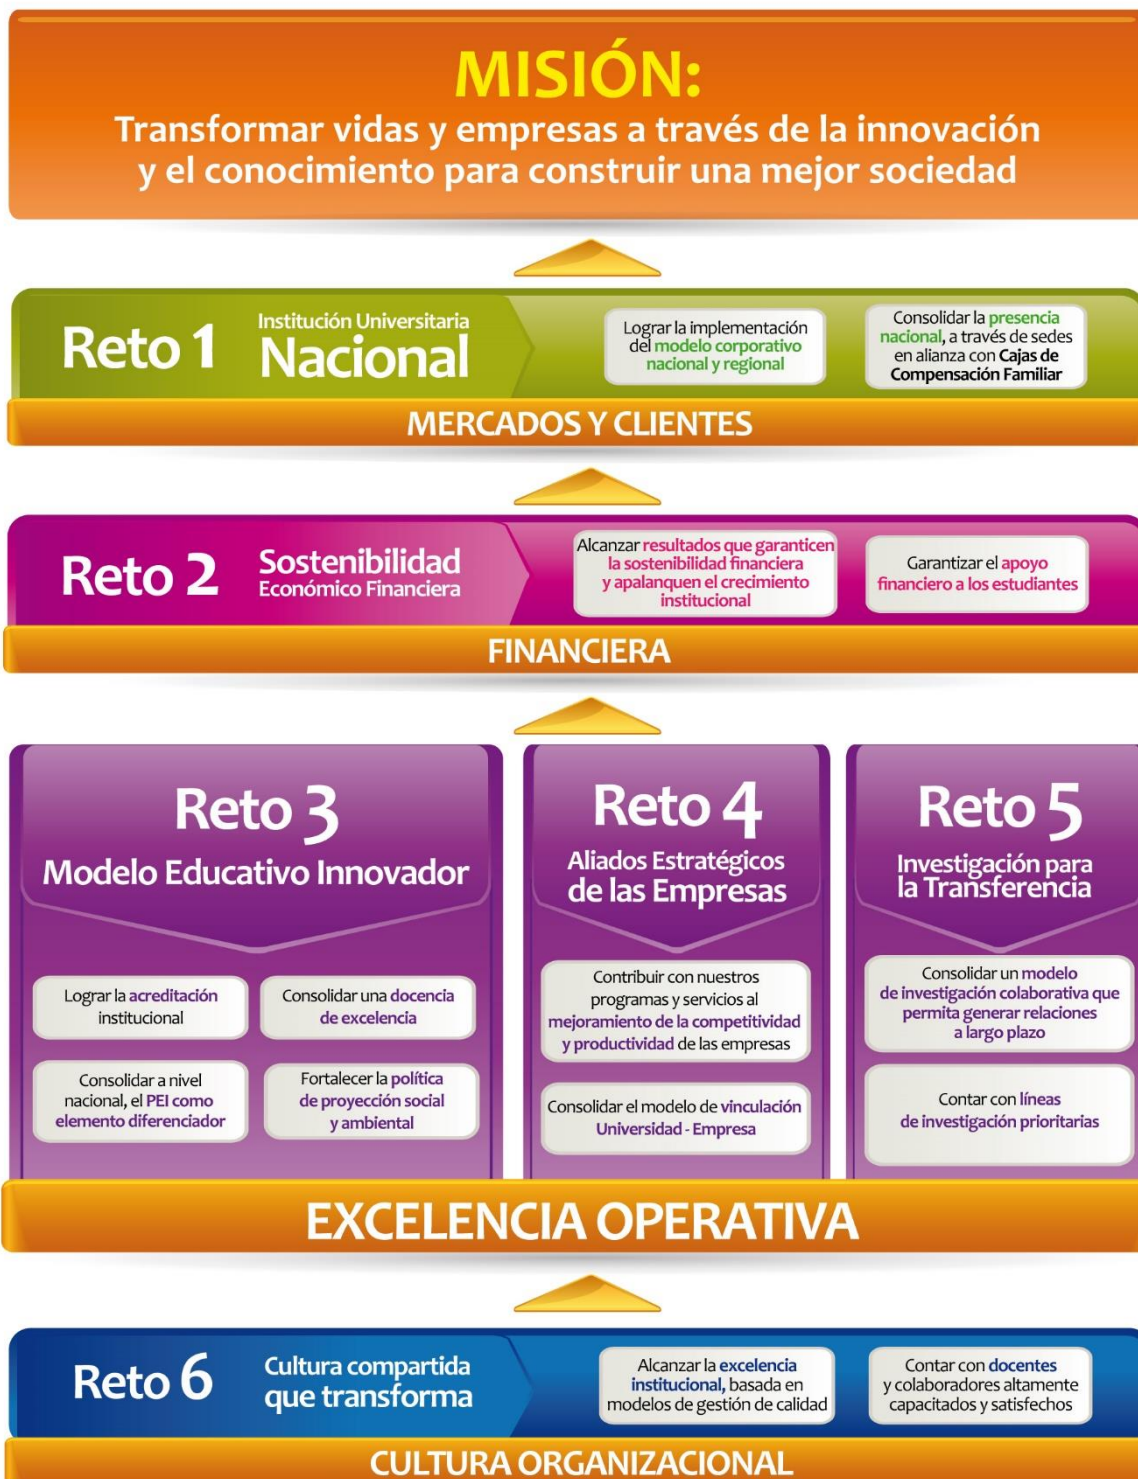 MISIÓN:
Transformar vidas y empresas a través de la innovación
y el conocimiento para construir una mejor sociedad
Reto 1
Institución Universitaria
Nacional
Lograr la implementación
del modelo corporativo
nacional y regional
Consolidar la presencia
nacional, a través de sedes
en alianza con Cajas de
Compensación Familiar
MERCADOS Y CLIENTES
Reto 2
Sostenibilidad
Económico Financiera
Alcanzar resultados que garanticen
la sostenibilidad financiera
y apalanquen el crecimiento
institucional
Garantizar el apoyo
financiero a los estudiantes
FINANCIERA
Reto 3
Modelo Educativo Innovador
Lograr la acreditación
institucional
Consolidar una docencia
de excelencia
Consolidar a nivel
nacional, el PEI como
elemento diferenciador
Fortalecer la política
de proyección social
y ambiental
Reto 4
Aliados Estratégicos
de las Empresas
Contribuir con nuestros
programas y servicios al
mejoramiento de la competitividad
y productividad de las empresas
Consolidar el modelo de vinculación
Universidad - Empresa
Reto 5
Investigación para
la Transferencia
Consolidar un modelo
de investigación colaborativa que
permita generar relaciones
a largo plazo
Contar con líneas
de investigación prioritarias
EXCELENCIA OPERATIVA
Reto 6
Cultura compartida
que transforma
Alcanzar la excelencia
institucional, basada en
modelos de gestión de calidad
Contar con docentes
y colaboradores altamente
capacitados y satisfechos
CULTURA ORGANIZACIONAL